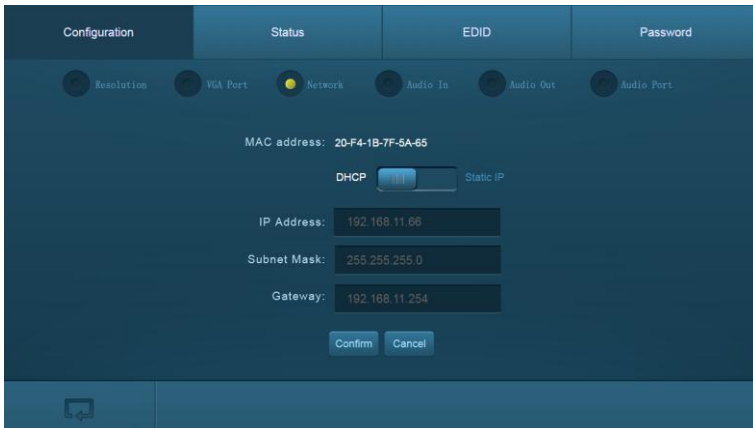 Configuration Status EDID Password
Resolution VGA Port Network Audio In Audio Out Audio Port
MAC address: 20-F4-1B-7F-5A-65
DHCP Static IP
IP Address: 192.168.11.66
Subnet Mask: 255.255.255.0
Gateway: 192.168.11.254
Confirm Cancel